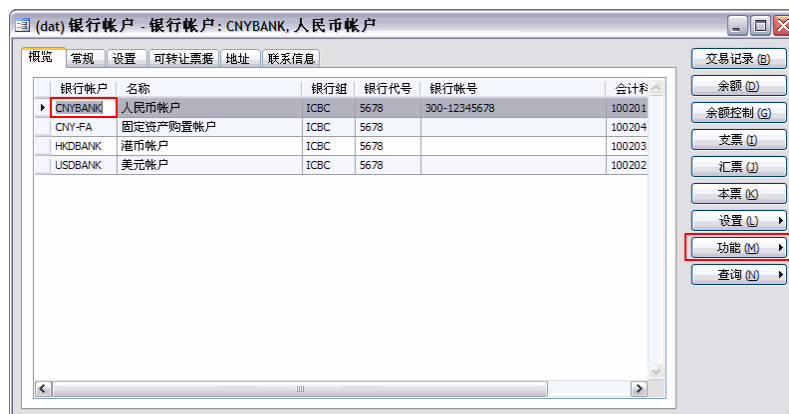 (dat) 银行帐户 - 银行帐户: CNYBANK, 人民币帐户
概览 常规 设置 可转让票据 地址 联系信息
银行帐户 名称 银行组 银行代号 银行帐号 会计科
CNYBANK 人民币帐户 ICBC 5678 300-12345678 100201
CNY-FA 固定资产购置帐户 ICBC 5678 100204
HKDBANK 港币帐户 ICBC 5678 100203
USDBANK 美元帐户 ICBC 5678 100202
交易记录 (B)
余额 (D)
余额控制 (G)
支票 (I)
汇票 (J)
本票 (K)
设置 (L)
功能 (M)
查询 (N)